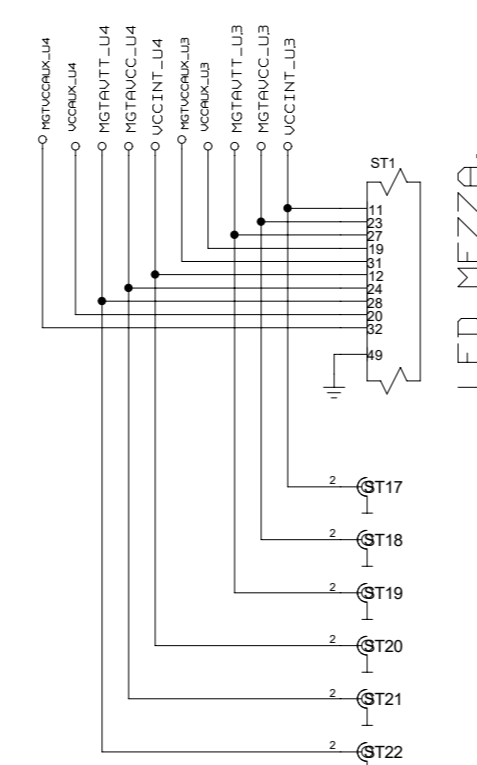 MGTVCCAUX_U4
VCCAUX_U4
MGTAVTT_U4
MGTAVCC_U4
VCCINT_U4
MGTVCCAUX_U3
VCCAUX_U3
MGTAVTT_U3
MGTAVCC_U3
VCCINT_U3
ST1
11
23
27
19
31
12
24
28
20
32
49
2 ST17
2 ST18
2 ST19
2 ST20
2 ST21
2 ST22